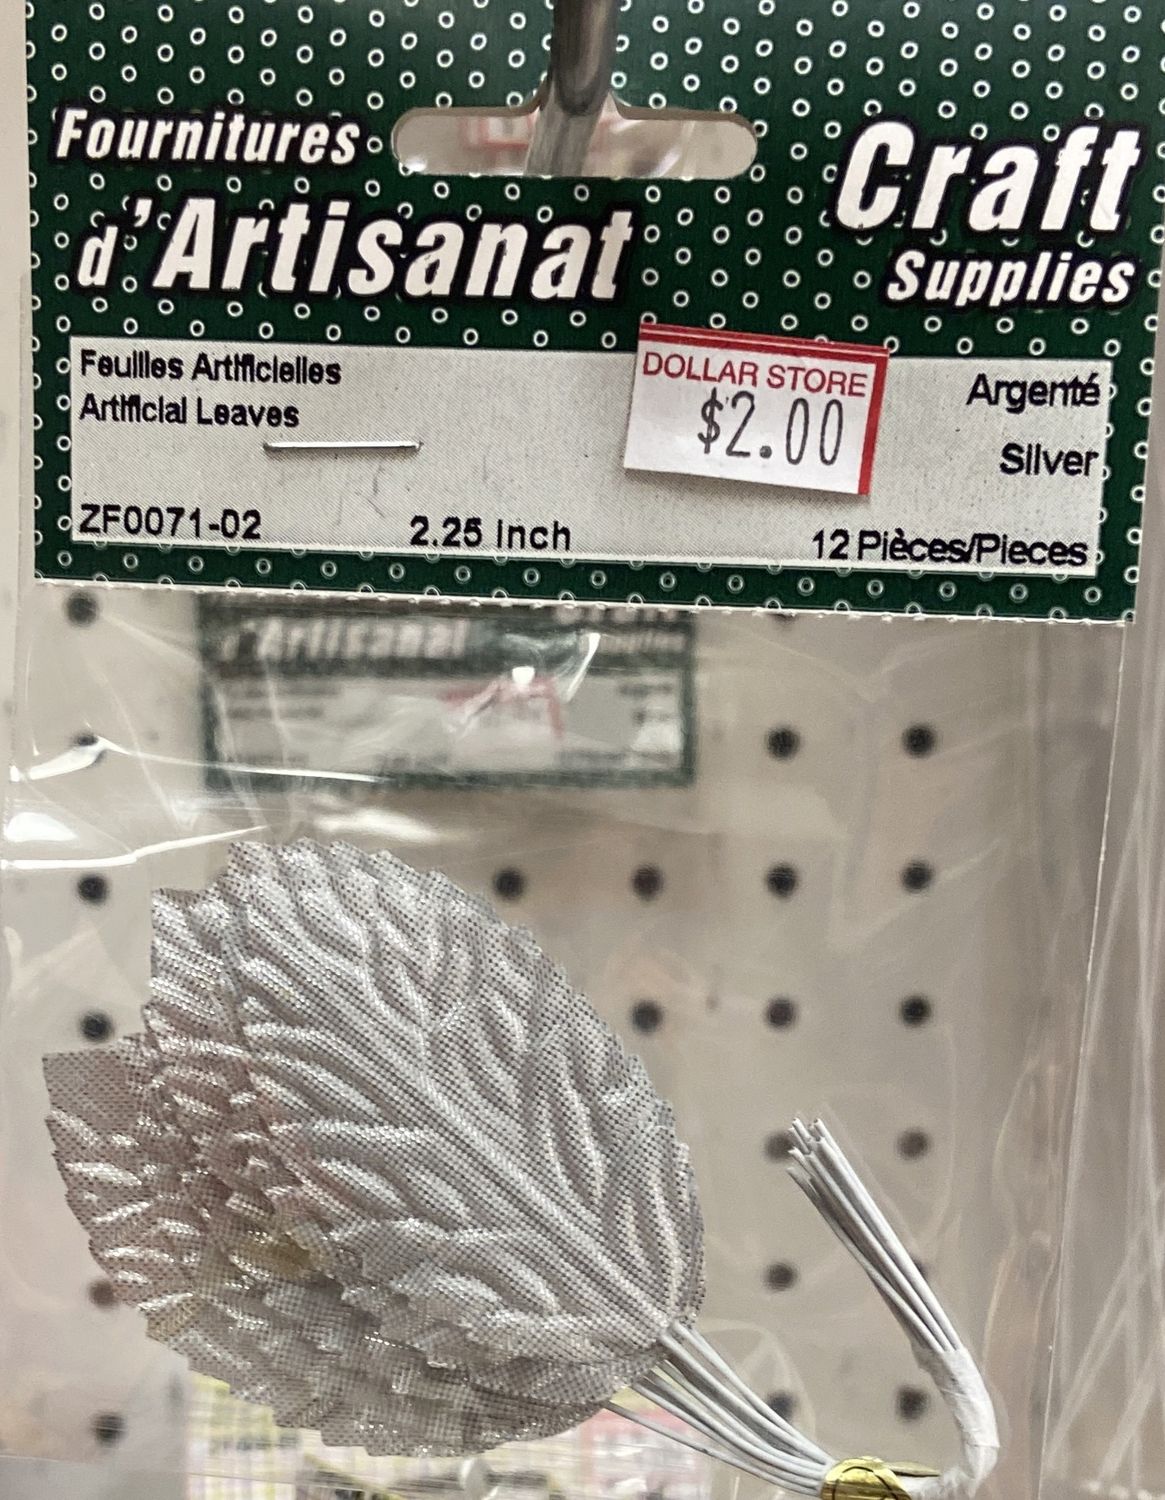 Fournitures
d'Artisanat
Craft
Supplies
Feuilles Artificielles
Artificial Leaves
DOLLAR STORE
$2.00
Argenté
Silver
ZF0071-02
2.25 inch
12 Pièces/Pieces
d'Artisanat